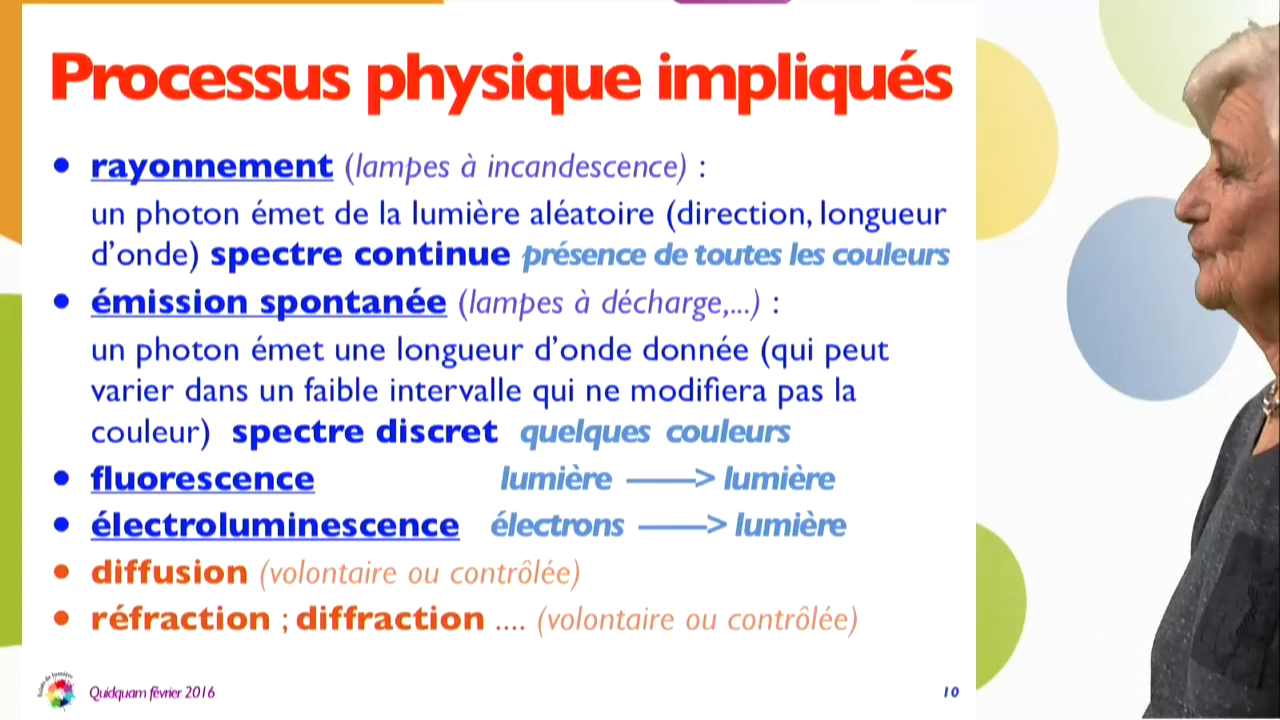 Processus physique impliqués
• rayonnement (lampes à incandescence) :
un photon émet de la lumière aléatoire (direction, longueur
d'onde) spectre continue présence de toutes les couleurs
• émission spontanée (lampes à décharge,...) :
un photon émet une longueur d'onde donnée (qui peut
varier dans un faible intervalle qui ne modifiera pas la
couleur) spectre discret quelques couleurs
• fluorescence lumière ——> lumière
• électroluminescence électrons ——> lumière
• diffusion (volontaire ou contrôlée)
• réfraction ; diffraction .... (volontaire ou contrôlée)
Quidquam février 2016
10